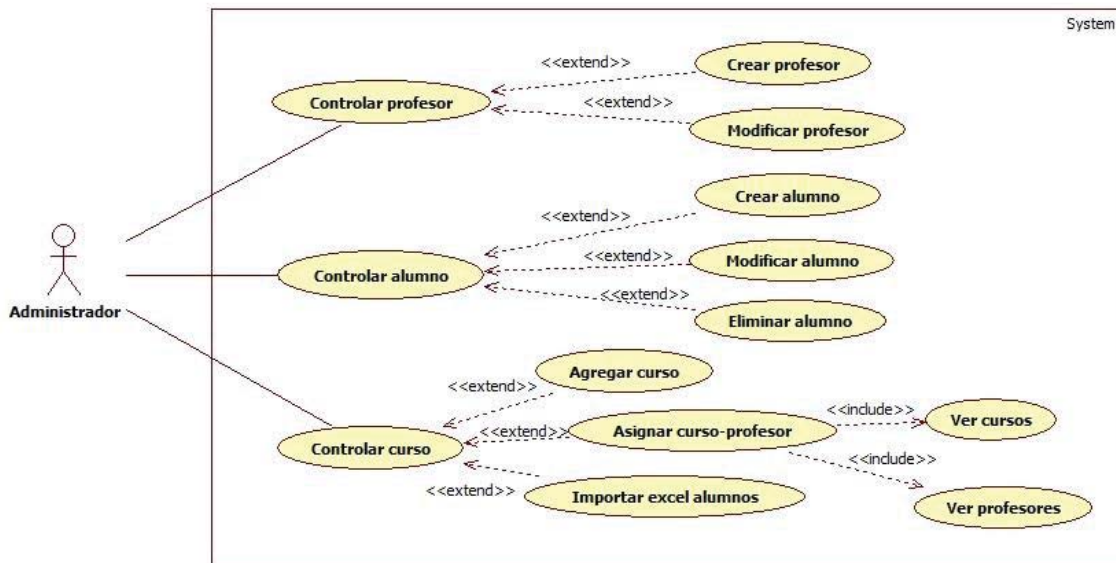 System
<<extend>>
Crear profesor
Controlar profesor
<<extend>>
Modificar profesor
Crear alumno
<<extend>>
Modificar alumno
<<extend>>
Controlar alumno
<<extend>>
Eliminar alumno
Administrador
Agregar curso
<<extend>>
<<include>>
Ver cursos
Asignar curso-profesor
<<extend>>
Controlar curso
<<include>>
<<extend>>
Importar excel alumnos
Ver profesores